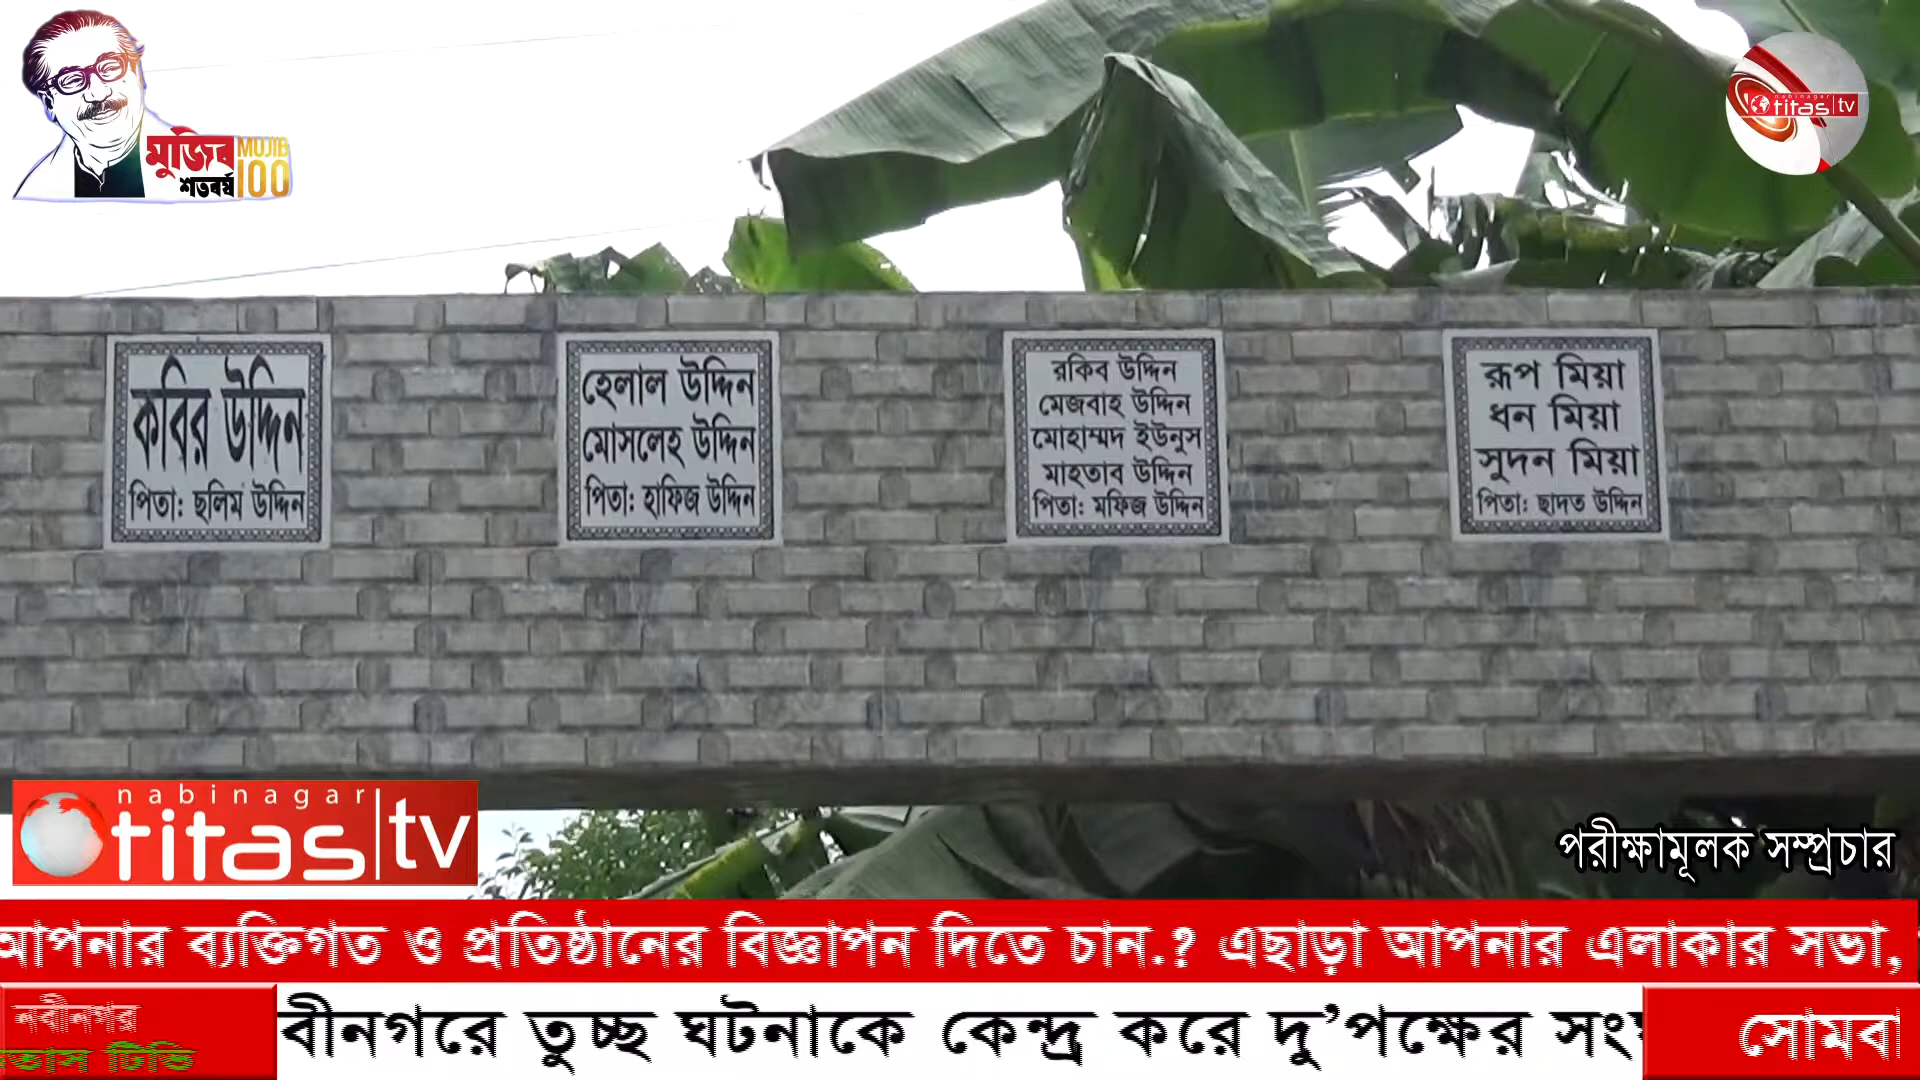 মুজিব
শতবর্ষ
MUJIB
100
nabinagar
titas tv
কবির উদ্দিন
পিতা: ছলিম উদ্দিন
হেলাল উদ্দিন
মোসলেহ উদ্দিন
পিতা: হাফিজ উদ্দিন
রকিব উদ্দিন
মেজবাহ উদ্দিন
মোহাম্মদ ইউনুস
মাহতাব উদ্দিন
পিতা: মফিজ উদ্দিন
রূপ মিয়া
ধন মিয়া
সুদন মিয়া
পিতা: ছাদত উদ্দিন
nabinagar
titas tv
পরীক্ষামূলক সম্প্রচার
আপনার ব্যক্তিগত ও প্রতিষ্ঠানের বিজ্ঞাপন দিতে চান.? এছাড়া আপনার এলাকার সভা,
নবীনগর
তাস টিভি
বীনগরে তুচ্ছ ঘটনাকে কেন্দ্র করে দু’পক্ষের সংঘ
সোমবা